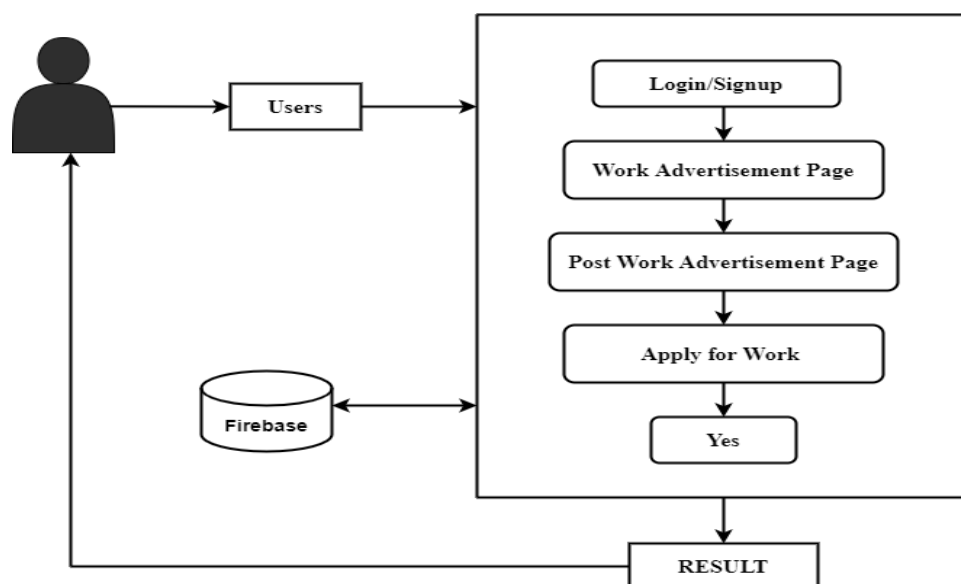 Login/Signup
Users
Work Advertisement Page
Post Work Advertisement Page
Apply for Work
Firebase
Yes
RESULT